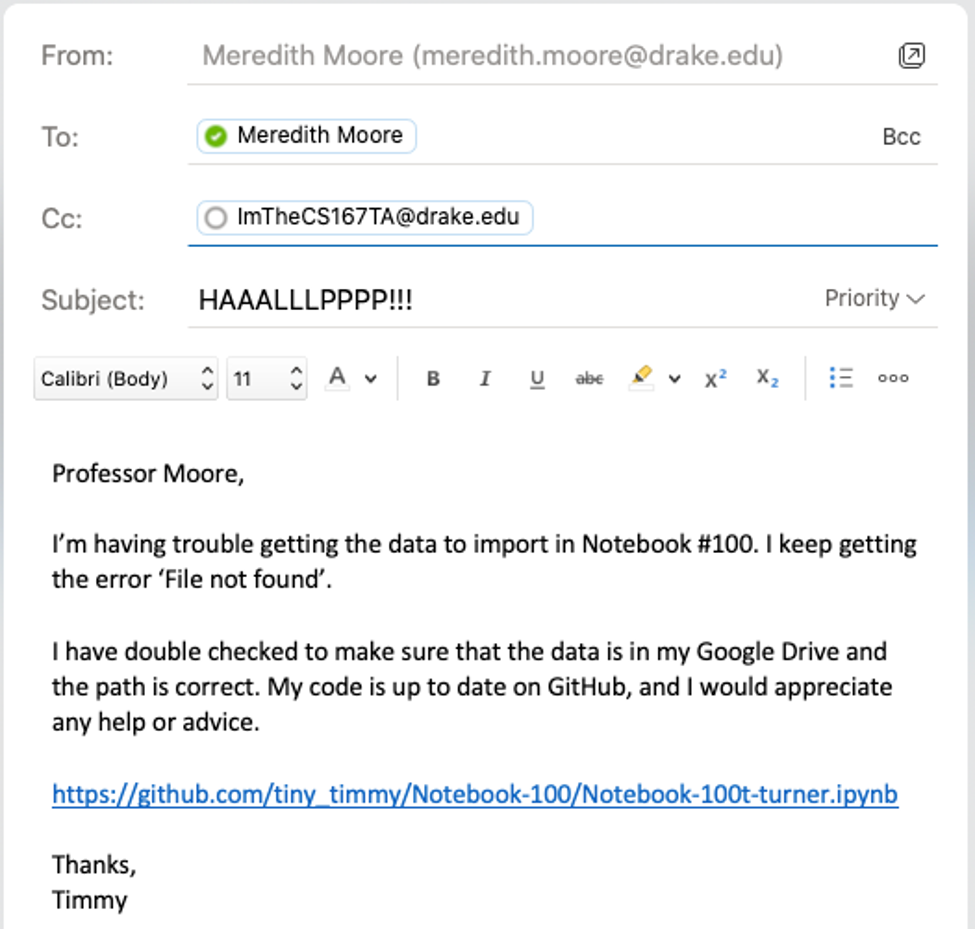 From: Meredith Moore (meredith.moore@drake.edu)
To: Meredith Moore Bcc
Cc: ImTheCS167TA@drake.edu
Subject: HAAALLLPPPP!!! Priority
Calibri (Body) 11 A B I U abc X² X₂
Professor Moore,
I’m having trouble getting the data to import in Notebook #100. I keep getting
the error ‘File not found’.
I have double checked to make sure that the data is in my Google Drive and
the path is correct. My code is up to date on GitHub, and I would appreciate
any help or advice.
https://github.com/tiny_timmy/Notebook-100/Notebook-100t-turner.ipynb
Thanks,
Timmy